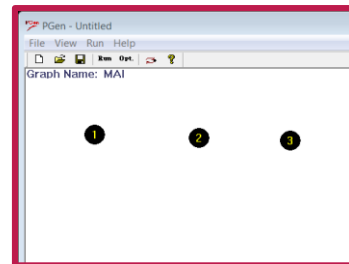 PGen - Untitled
File View Run Help
Run Opt. ?
Graph Name: MAI
1 2 3